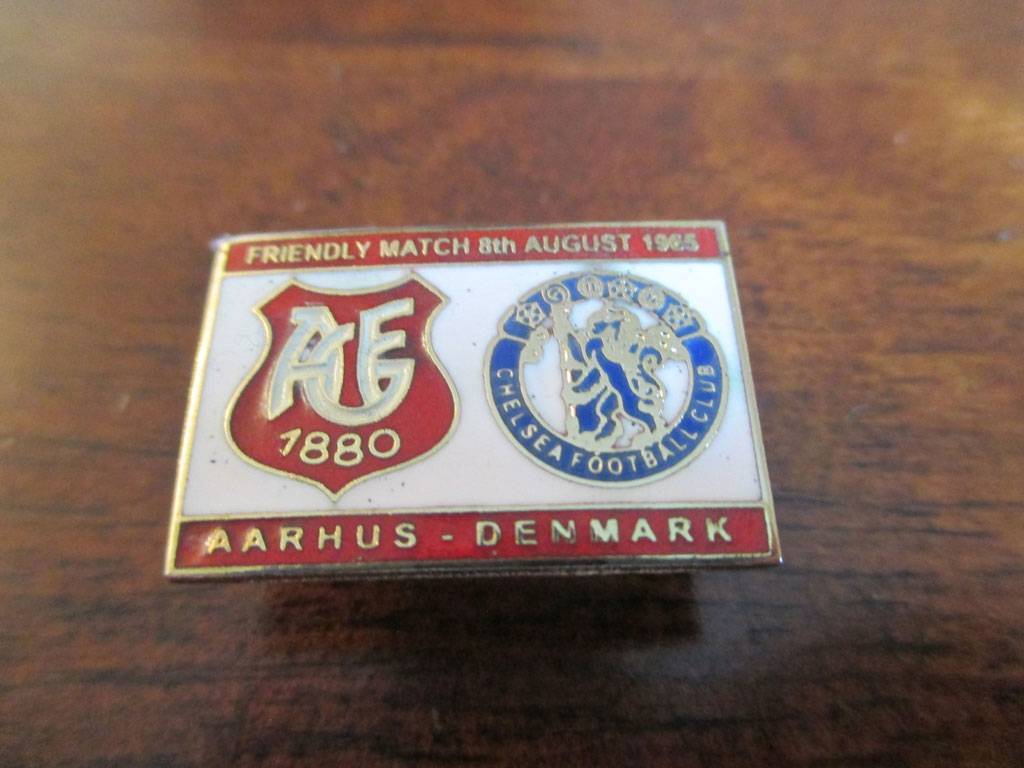 FRIENDLY MATCH 8th AUGUST 1965
AGF
1880
CHELSEA FOOTBALL CLUB
AARHUS - DENMARK